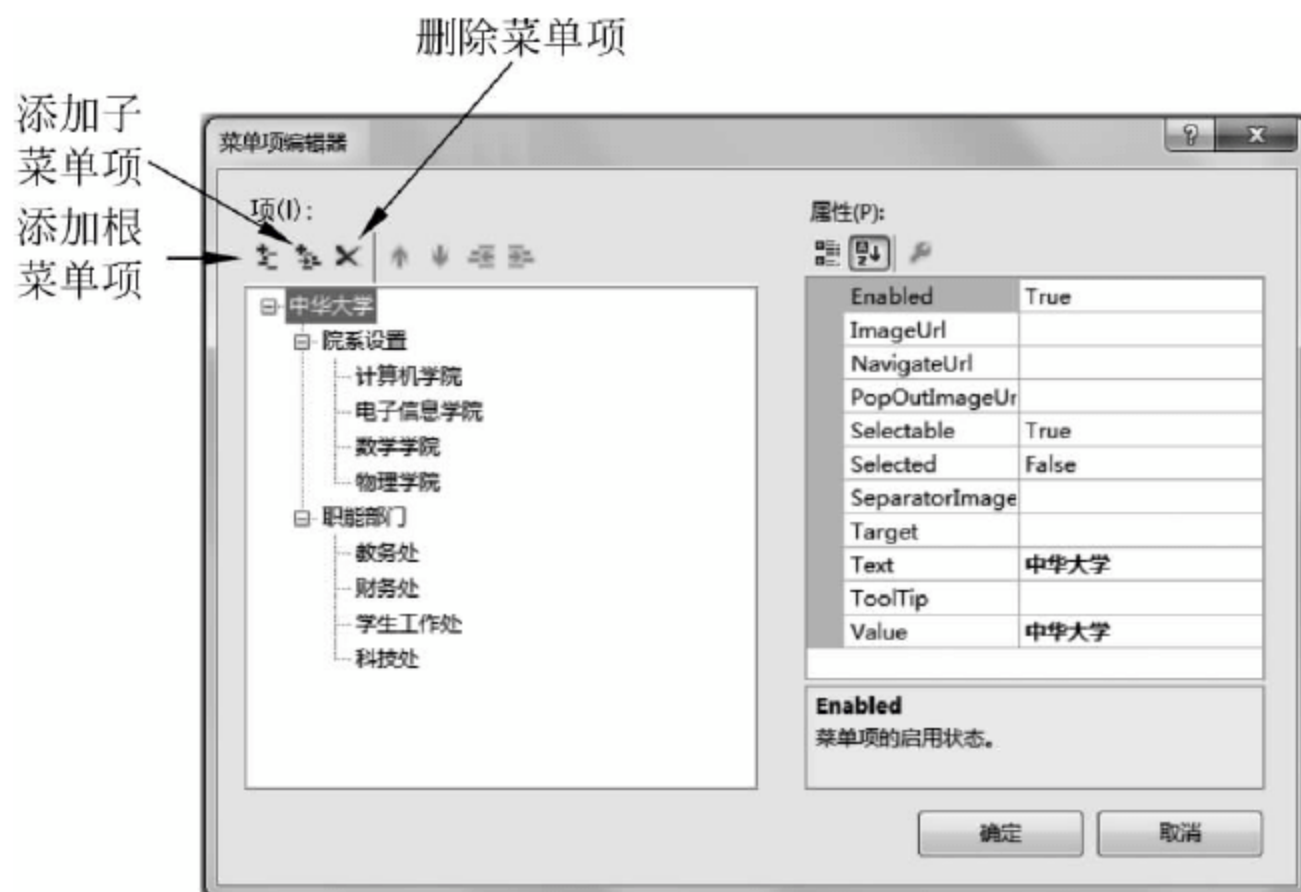 删除菜单项
添加子
菜单项
添加根
菜单项
菜单项编辑器
项(I):
属性(P):
中华大学
院系设置
计算机学院
电子信息学院
数学学院
物理学院
职能部门
教务处
财务处
学生工作处
科技处
Enabled True
ImageUrl
NavigateUrl
PopOutImageUr
Selectable True
Selected False
SeparatorImage
Target
Text 中华大学
ToolTip
Value 中华大学
Enabled
菜单项的启用状态。
确定 取消